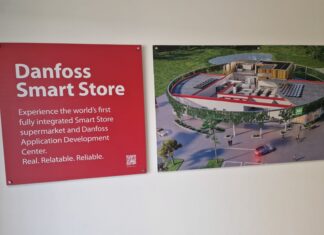 Danfoss
Smart Store
Experience the world's first
fully integrated Smart Store
supermarket and Danfoss
Application Development
Center.
Real. Relatable. Reliable.